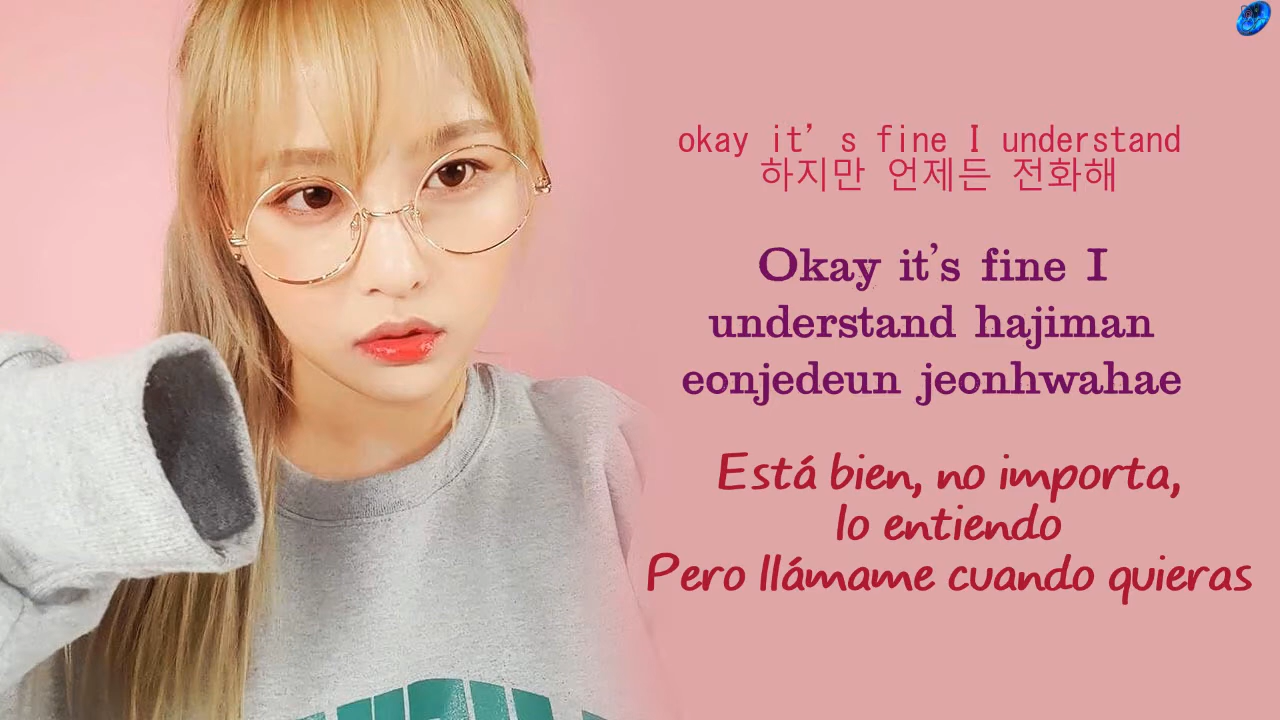 okay it's fine I understand
하지만 언제든 전화해
Okay it's fine I
understand hajiman
eonjedeun jeonhwahae
Está bien, no importa,
lo entiendo
Pero llámame cuando quieras